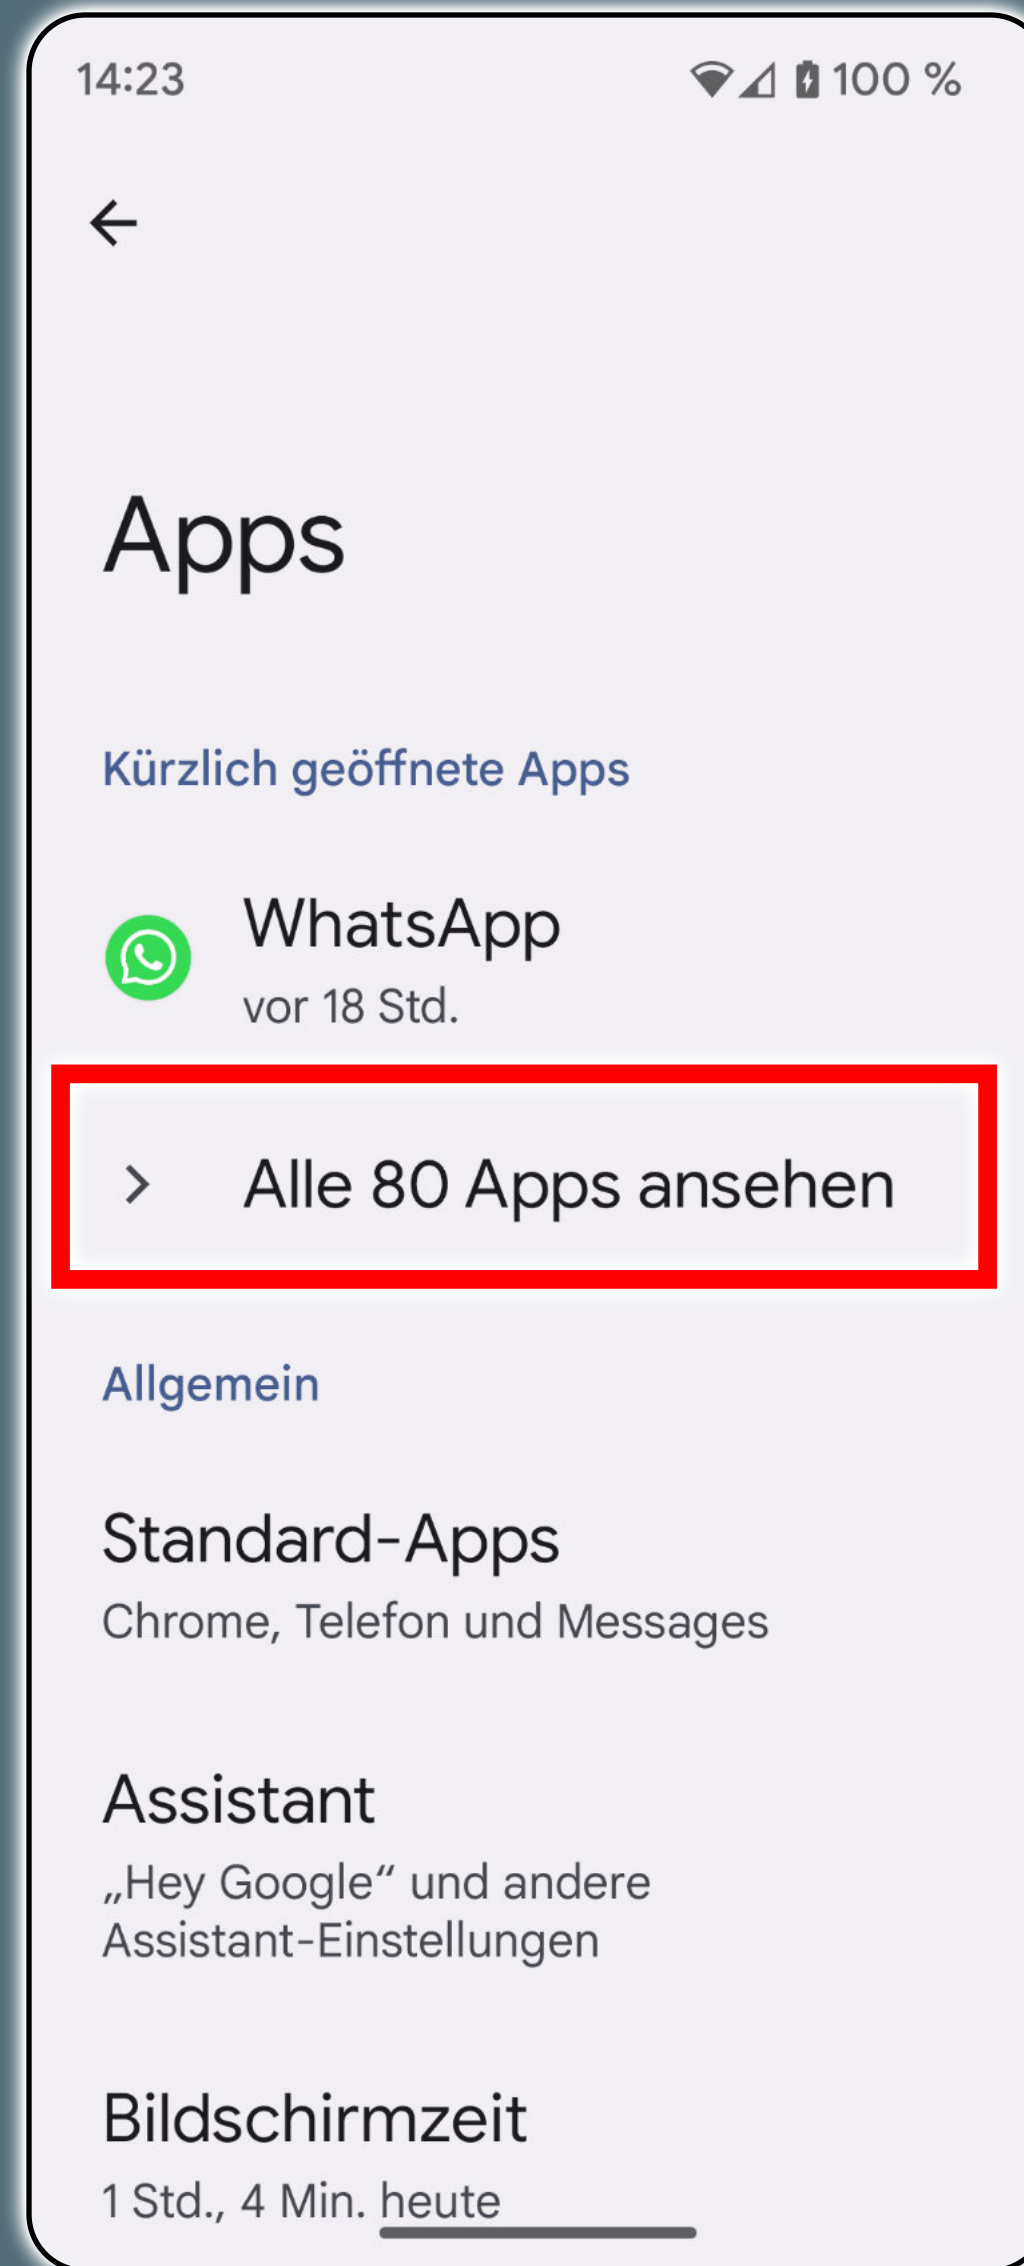 14:23 100 %
Apps
Kürzlich geöffnete Apps
WhatsApp
vor 18 Std.
Alle 80 Apps ansehen
Allgemein
Standard-Apps
Chrome, Telefon und Messages
Assistant
„Hey Google“ und andere
Assistant-Einstellungen
Bildschirmzeit
1 Std., 4 Min. heute